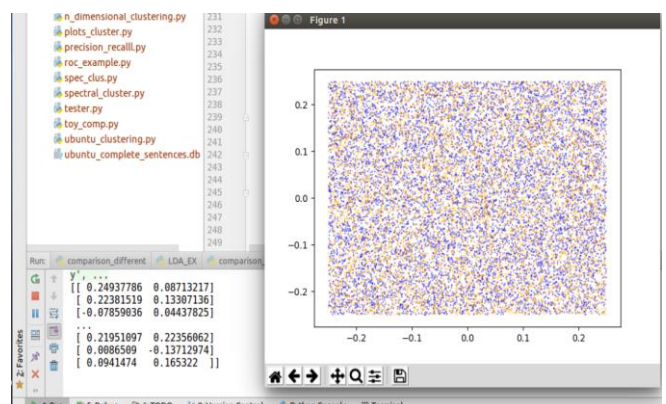 n_dimensional_clustering.py
plots_cluster.py
precision_recalll.py
roc_example.py
spec_clus.py
spectral_cluster.py
tester.py
toy_comp.py
ubuntu_clustering.py
ubuntu_complete_sentences.db
231
232
233
234
235
236
237
238
239
240
241
242
243
244
245
246
247
248
249
Figure 1
0.2
0.1
0.0
−0.1
−0.2
−0.2 −0.1 0.0 0.1 0.2
Run: comparison_different LDA_EX comparison_
y', ...
[[ 0.24937786 0.08713217]
[ 0.22381519 0.13307136]
[-0.07859036 0.04437825]
...
[ 0.21951097 0.22356062]
[ 0.0086509 -0.13712974]
[ 0.0941474 0.165322 ]]
2: Favorites